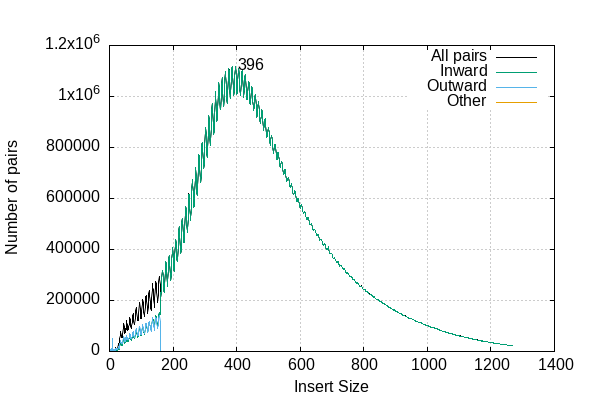 1.2x10^6
1x10^6
800000
600000
400000
200000
0
Number of pairs
396
All pairs
Inward
Outward
Other
0 200 400 600 800 1000 1200 1400
Insert Size